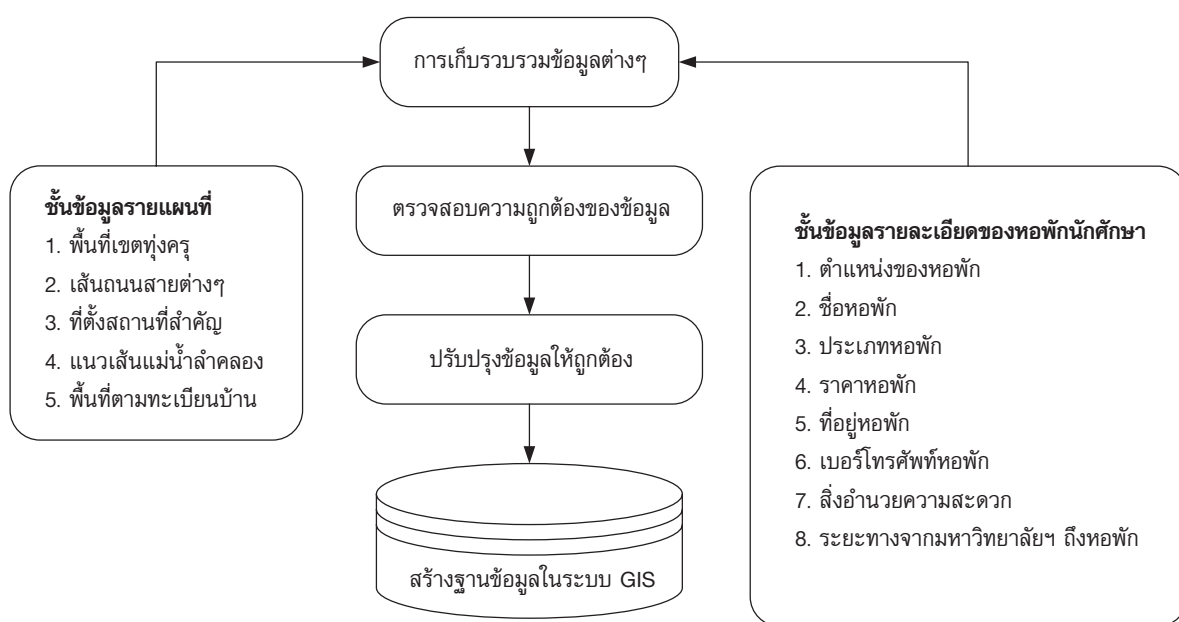 การเก็บรวบรวมข้อมูลต่างๆ
ชั้นข้อมูลรายแผนที่
1. พื้นที่เขตทุ่งครุ
2. เส้นถนนสายต่างๆ
3. ที่ตั้งสถานที่สำคัญ
4. แนวเส้นแม่น้ำลำคลอง
5. พื้นที่ตามทะเบียนบ้าน
ตรวจสอบความถูกต้องของข้อมูล
ปรับปรุงข้อมูลให้ถูกต้อง
สร้างฐานข้อมูลในระบบ GIS
ชั้นข้อมูลรายละเอียดของหอพักนักศึกษา
1. ตำแหน่งของหอพัก
2. ชื่อหอพัก
3. ประเภทหอพัก
4. ราคาหอพัก
5. ที่อยู่หอพัก
6. เบอร์โทรศัพท์หอพัก
7. สิ่งอำนวยความสะดวก
8. ระยะทางจากมหาวิทยาลัยฯ ถึงหอพัก